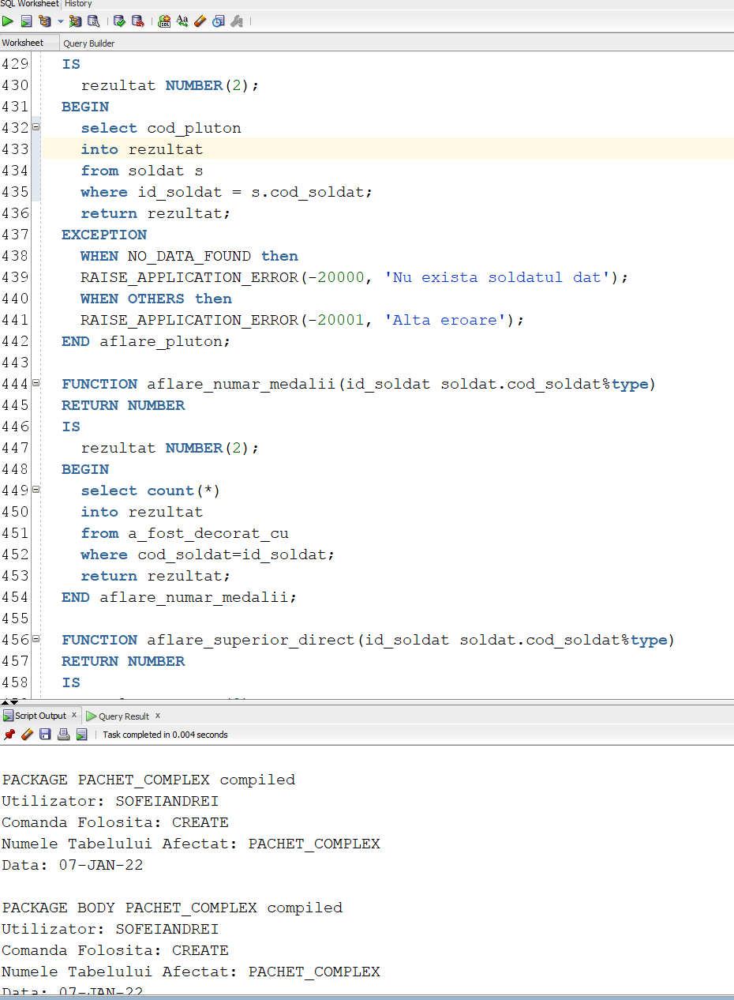 SQL Worksheet History
Worksheet Query Builder
429 IS
430 rezultat NUMBER(2);
431 BEGIN
432 select cod_pluton
433 into rezultat
434 from soldat s
435 where id_soldat = s.cod_soldat;
436 return rezultat;
437 EXCEPTION
438 WHEN NO_DATA_FOUND then
439 RAISE_APPLICATION_ERROR(-20000, 'Nu exista soldatul dat');
440 WHEN OTHERS then
441 RAISE_APPLICATION_ERROR(-20001, 'Alta eroare');
442 END aflare_pluton;
443
444 FUNCTION aflare_numar_medalii(id_soldat soldat.cod_soldat%type)
445 RETURN NUMBER
446 IS
447 rezultat NUMBER(2);
448 BEGIN
449 select count(*)
450 into rezultat
451 from a_fost_decorat_cu
452 where cod_soldat=id_soldat;
453 return rezultat;
454 END aflare_numar_medalii;
455
456 FUNCTION aflare_superior_direct(id_soldat soldat.cod_soldat%type)
457 RETURN NUMBER
458 IS
Script Output x Query Result x
Task completed in 0.004 seconds
PACKAGE PACHET_COMPLEX compiled
Utilizator: SOFEIANDREI
Comanda Folosita: CREATE
Numele Tabelului Afectat: PACHET_COMPLEX
Data: 07-JAN-22
PACKAGE BODY PACHET_COMPLEX compiled
Utilizator: SOFEIANDREI
Comanda Folosita: CREATE
Numele Tabelului Afectat: PACHET_COMPLEX
Data: 07-JAN-22